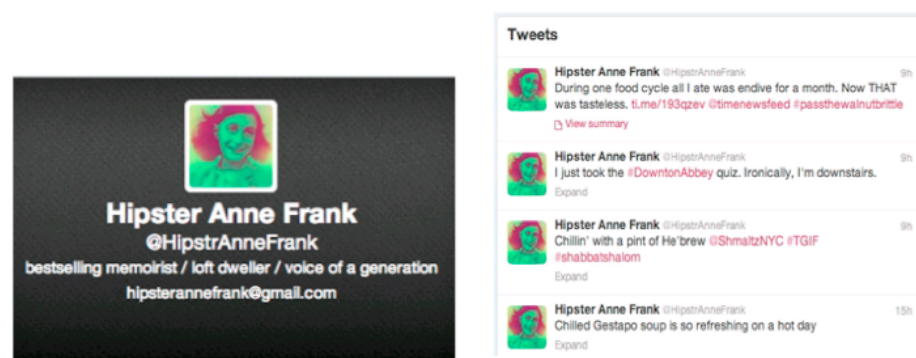 Hipster Anne Frank
@HipstrAnneFrank
bestselling memoirist / loft dweller / voice of a generation
hipsterannefrank@gmail.com
Tweets
Hipster Anne Frank @HipstrAnneFrank 9h
During one food cycle all I ate was endive for a month. Now THAT
was tasteless. ti.me/193qzev @timenewsfeed #passthewalnutbrittle
View summary
Hipster Anne Frank @HipstrAnneFrank 9h
I just took the #DowntonAbbey quiz. Ironically, I'm downstairs.
Expand
Hipster Anne Frank @HipstrAnneFrank 9h
Chillin' with a pint of He'brew @ShmaltzNYC #TGIF
#shabbatshalom
Expand
Hipster Anne Frank @HipstrAnneFrank 15h
Chilled Gestapo soup is so refreshing on a hot day
Expand